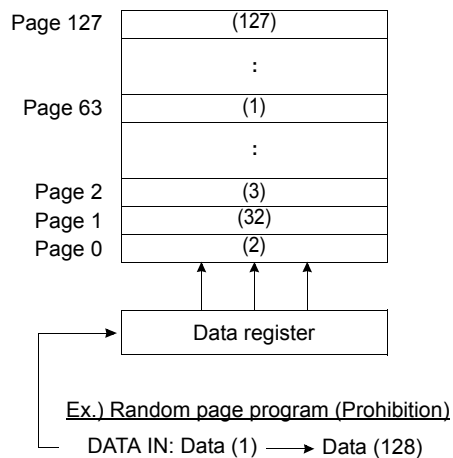 Page 127 (127)
:
Page 63 (1)
:
Page 2 (3)
Page 1 (32)
Page 0 (2)
Data register
Ex.) Random page program (Prohibition)
DATA IN: Data (1) Data (128)